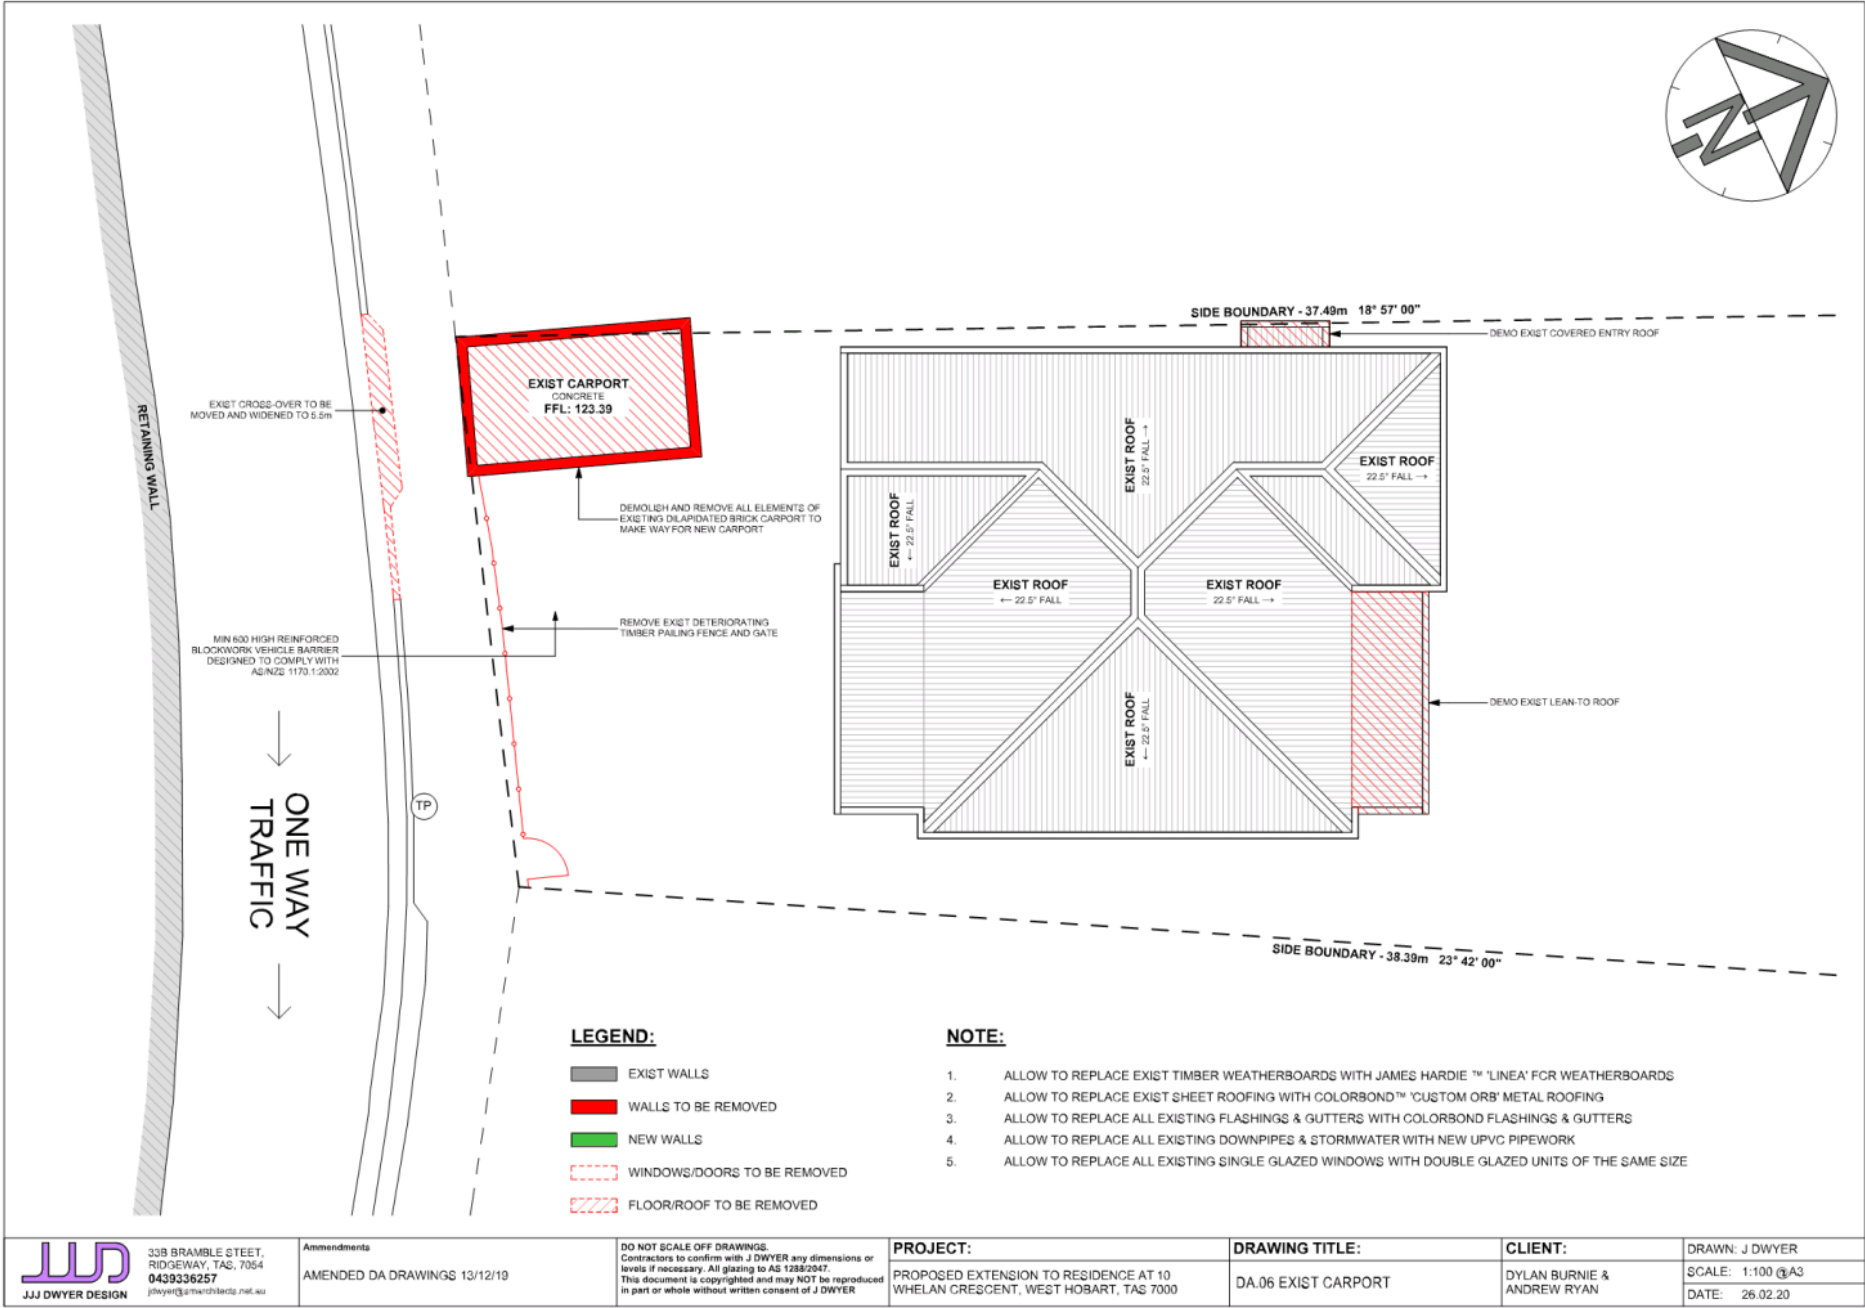 N
SIDE BOUNDARY - 37.49m 18° 57' 00"
DEMO EXIST COVERED ENTRY ROOF
EXIST CARPORT
CONCRETE
FFL: 123.39
EXIST CROSS-OVER TO BE
MOVED AND WIDENED TO 5.5m
RETAINING WALL
DEMOLISH AND REMOVE ALL ELEMENTS OF
EXISTING DILAPIDATED BRICK CARPORT TO
MAKE WAY FOR NEW CARPORT
EXIST ROOF
22.5° FALL →
EXIST ROOF
22.5° FALL →
EXIST ROOF
← 22.5° FALL
EXIST ROOF
← 22.5° FALL
EXIST ROOF
22.5° FALL →
EXIST ROOF
← 22.5° FALL
REMOVE EXIST DETERIORATING
TIMBER PAILING FENCE AND GATE
MIN 600 HIGH REINFORCED
BLOCKWORK VEHICLE BARRIER
DESIGNED TO COMPLY WITH
AS/NZS 1170.1:2002
DEMO EXIST LEAN-TO ROOF
ONE WAY
TRAFFIC
TP
SIDE BOUNDARY - 38.39m 23° 42' 00"
LEGEND:
EXIST WALLS
WALLS TO BE REMOVED
NEW WALLS
WINDOWS/DOORS TO BE REMOVED
FLOOR/ROOF TO BE REMOVED
NOTE:
1. ALLOW TO REPLACE EXIST TIMBER WEATHERBOARDS WITH JAMES HARDIE ™ 'LINEA' FCR WEATHERBOARDS
2. ALLOW TO REPLACE EXIST SHEET ROOFING WITH COLORBOND™ 'CUSTOM ORB' METAL ROOFING
3. ALLOW TO REPLACE ALL EXISTING FLASHINGS & GUTTERS WITH COLORBOND FLASHINGS & GUTTERS
4. ALLOW TO REPLACE ALL EXISTING DOWNPIPES & STORMWATER WITH NEW UPVC PIPEWORK
5. ALLOW TO REPLACE ALL EXISTING SINGLE GLAZED WINDOWS WITH DOUBLE GLAZED UNITS OF THE SAME SIZE
JJD
JJJ DWYER DESIGN
33B BRAMBLE STEET,
RIDGEWAY, TAS, 7054
0439336257
jdwyer@smarchitects.net.au
Ammendments
AMENDED DA DRAWINGS 13/12/19
DO NOT SCALE OFF DRAWINGS.
Contractors to confirm with J DWYER any dimensions or
levels if necessary. All glazing to AS 1288/2047.
This document is copyrighted and may NOT be reproduced
in part or whole without written consent of J DWYER
PROJECT:
PROPOSED EXTENSION TO RESIDENCE AT 10
WHELAN CRESCENT, WEST HOBART, TAS 7000
DRAWING TITLE:
DA.06 EXIST CARPORT
CLIENT:
DYLAN BURNIE &
ANDREW RYAN
DRAWN: J DWYER
SCALE: 1:100 @A3
DATE: 26.02.20